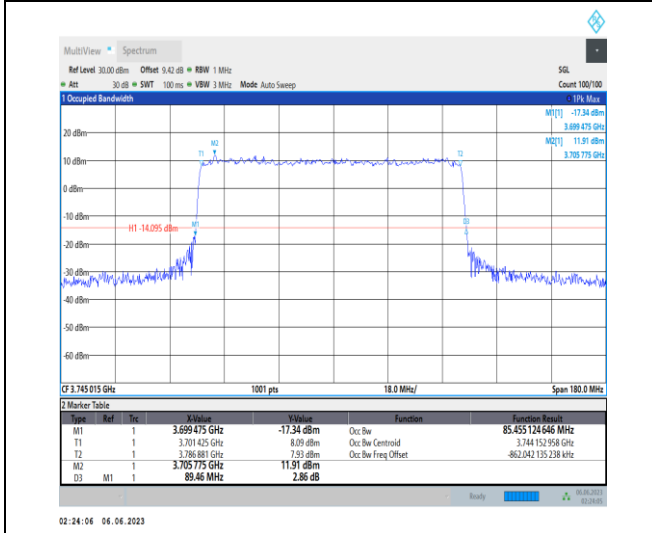 MultiView Spectrum
Ref Level 30.00 dBm Offset 9.42 dB RBW 1 MHz SGL
Att 30 dB SWT 100 ms VBW 3 MHz Mode Auto Sweep Count 100/100
1 Occupied Bandwidth 1Pk Max
M1[1] -17.34 dBm
3.699 475 GHz
20 dBm
M2[1] 11.91 dBm
3.705 775 GHz
M2
T1 T2
10 dBm
0 dBm
-10 dBm
H1 -14.095 dBm M1 D3
-20 dBm
-30 dBm
-40 dBm
-50 dBm
-60 dBm
CF 3.745 015 GHz 1001 pts 18.0 MHz/ Span 180.0 MHz
2 Marker Table
Type Ref Trc X-Value Y-Value Function Function Result
M1 1 3.699 475 GHz -17.34 dBm Occ Bw 85.455 124 646 MHz
T1 1 3.701 425 GHz 8.09 dBm Occ Bw Centroid 3.744 152 958 GHz
T2 1 3.786 881 GHz 7.93 dBm Occ Bw Freq Offset -862.042 135 238 kHz
M2 1 3.705 775 GHz 11.91 dBm
D3 M1 1 89.46 MHz 2.86 dB
Ready 06.06.2023
02:24:05
02:24:06 06.06.2023